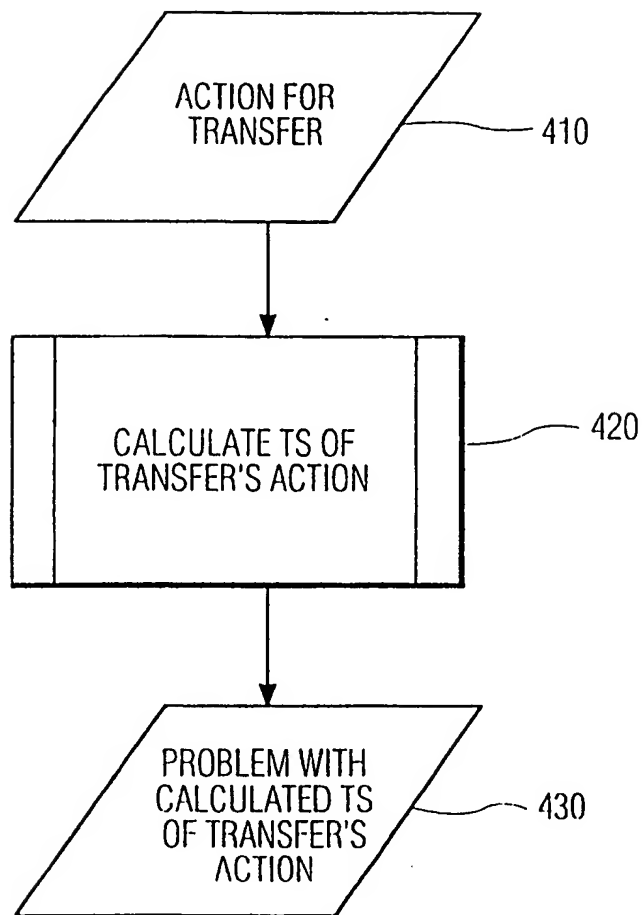 ACTION FOR
TRANSFER
410
CALCULATE TS OF
TRANSFER'S ACTION
420
PROBLEM WITH
CALCULATED TS
OF TRANSFER'S
ACTION
430